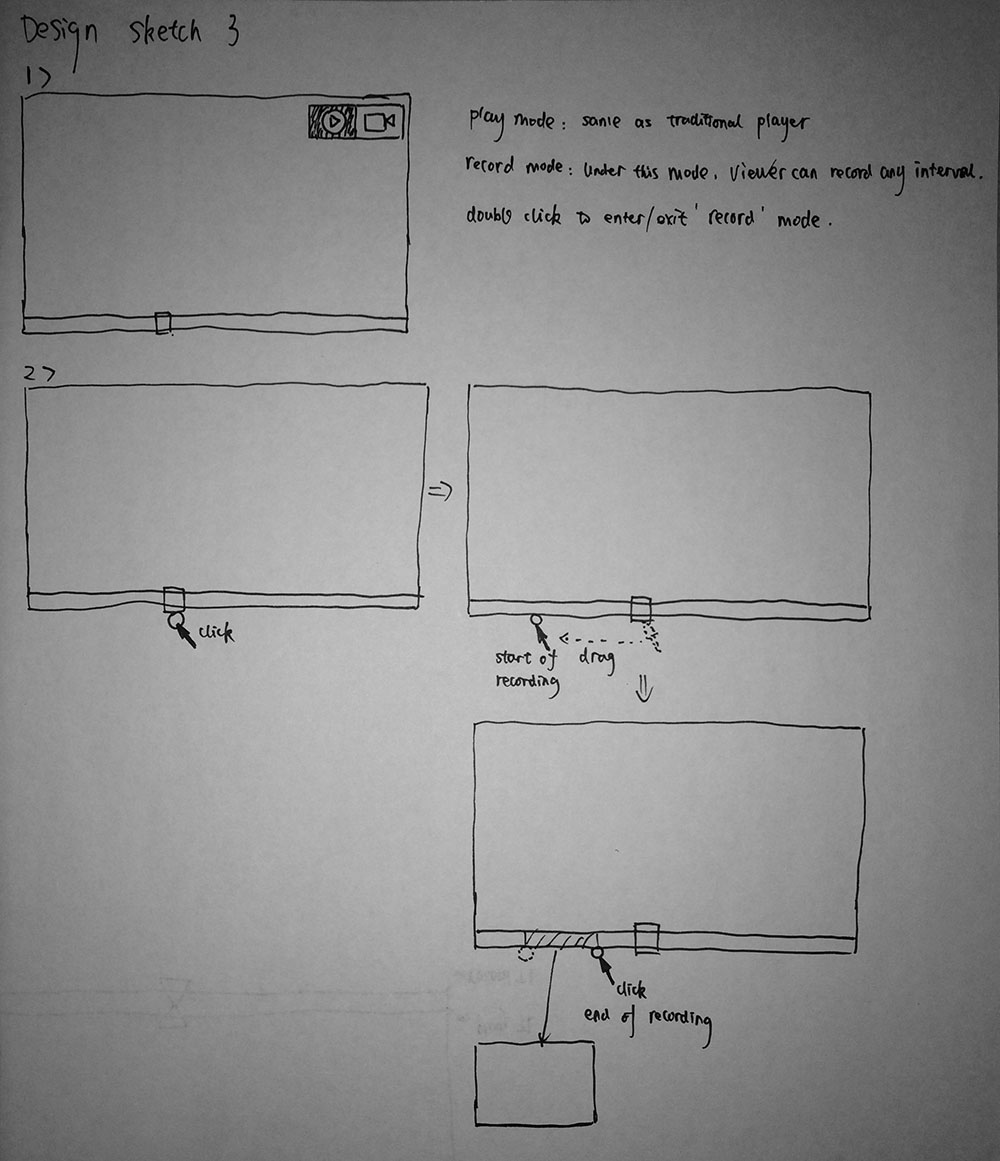 Design sketch 3
1>
play mode: same as traditional player
record mode: under this mode, viewer can record any interval.
doubly click to enter/exit 'record' mode.
2>
click
start of
recording
drag
click
end of recording